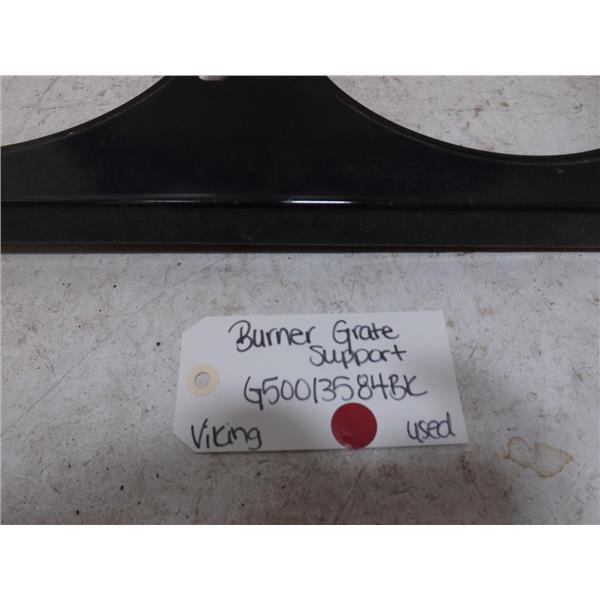 Burner Grate
Support
G50013584BK
Viking used